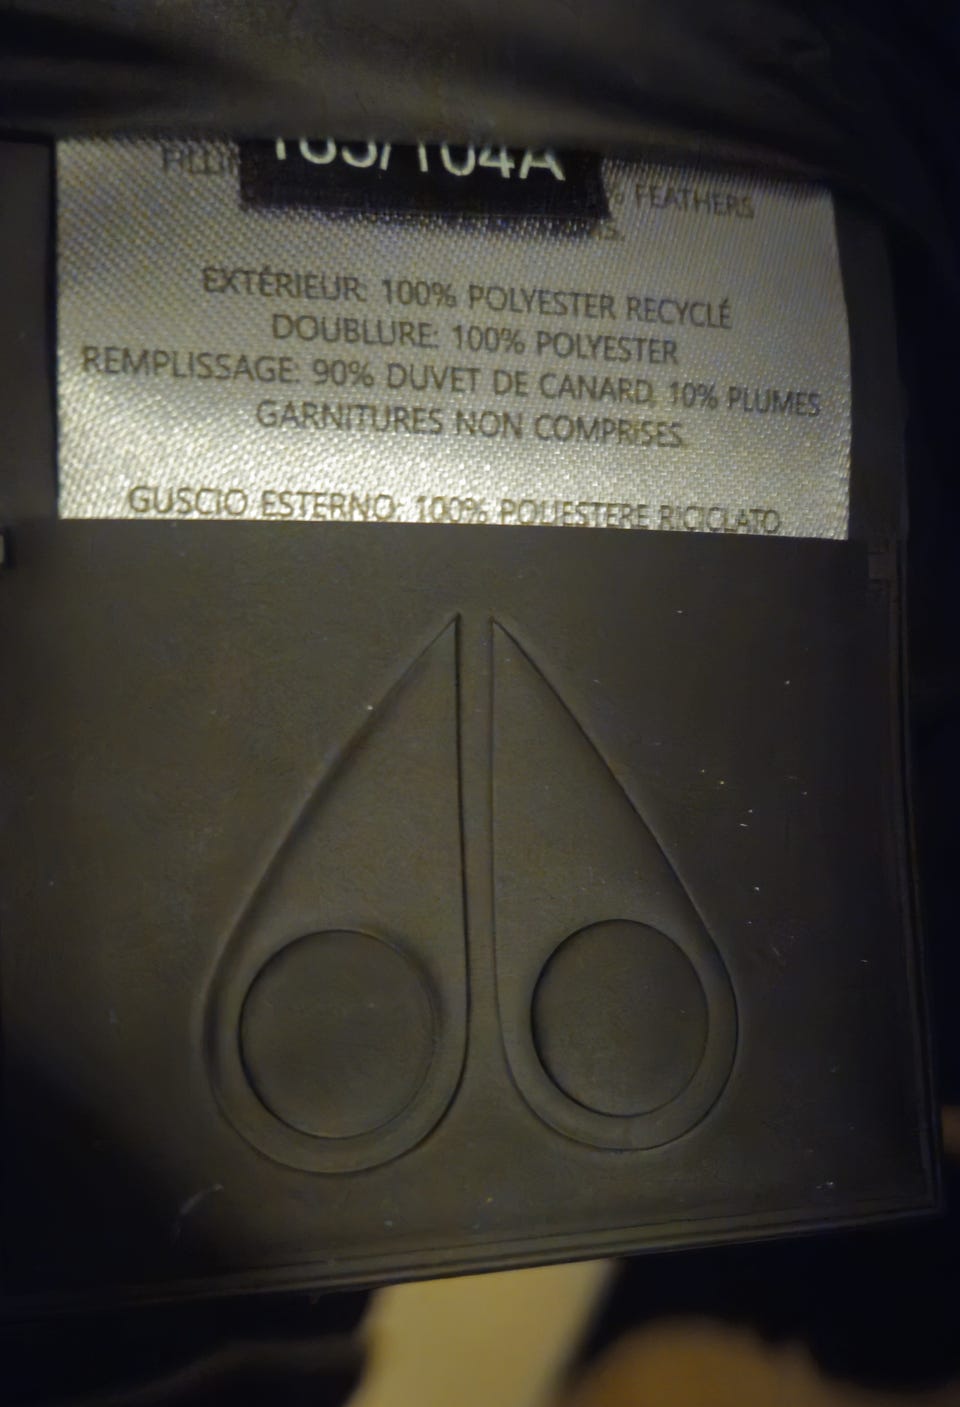 % FEATHERS
EXTÉRIEUR: 100% POLYESTER RECYCLÉ
DOUBLURE: 100% POLYESTER
REMPLISSAGE: 90% DUVET DE CANARD, 10% PLUMES
GARNITURES NON COMPRISES.
GUSCIO ESTERNO: 100% POLIESTERE RICICLATO